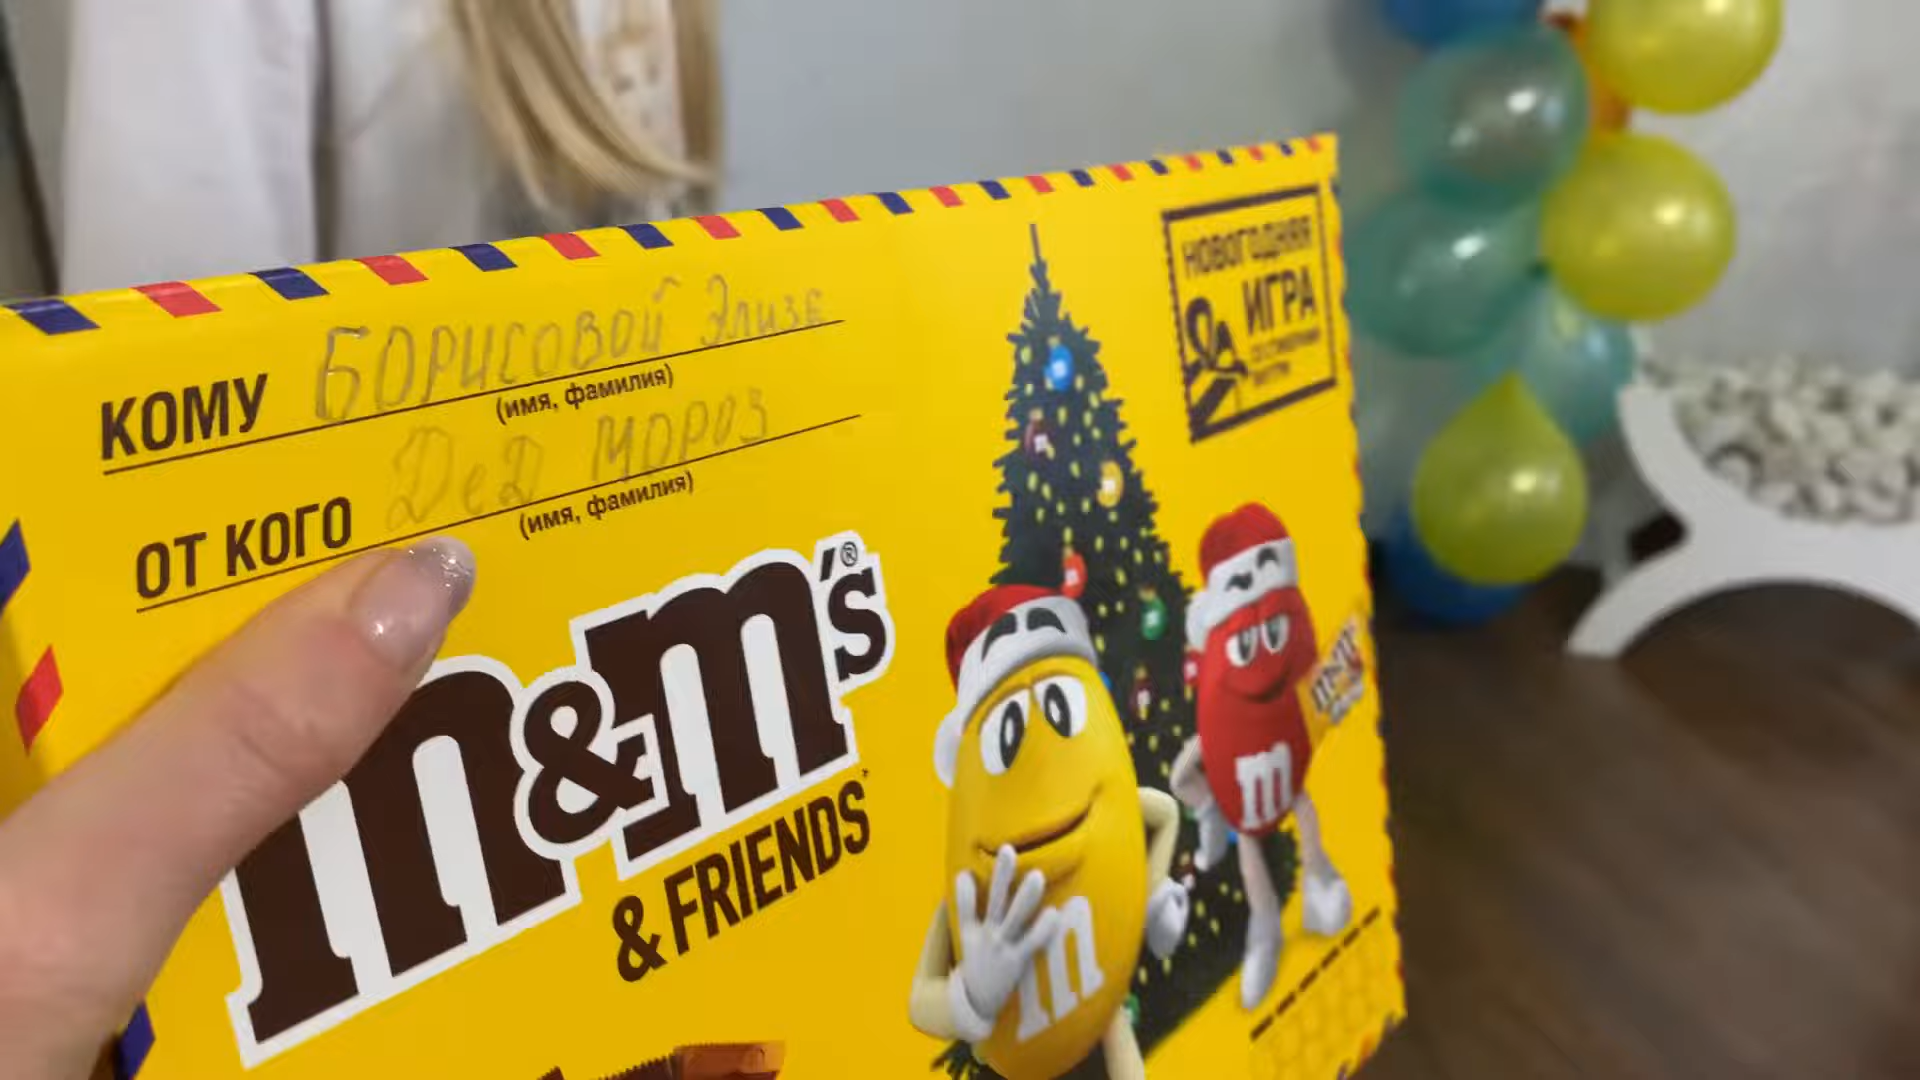 КОМУ БОРИСОВОЙ Элизе
(имя, фамилия)
ОТ КОГО Дед МОРОЗ
(имя, фамилия)
m&m's®
& FRIENDS
НОВОГОДНЯЯ
ИГРА
m
m
m&m's